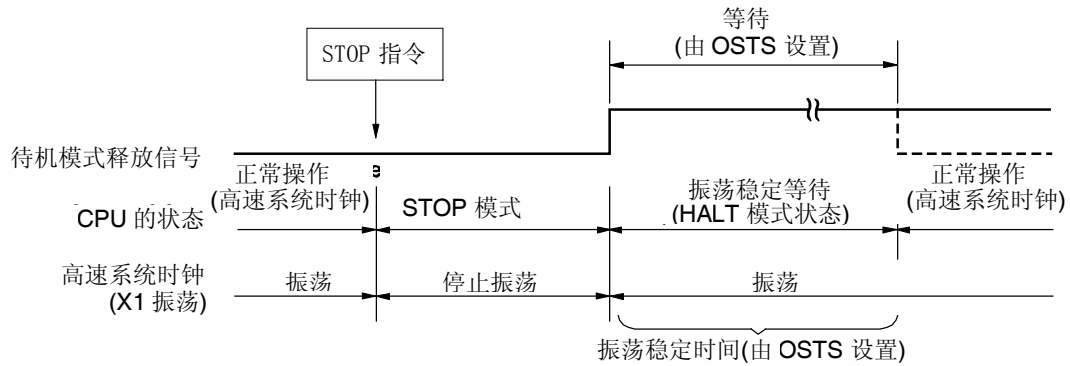 等待
(由 OSTS 设置)
STOP 指令
待机模式释放信号
正常操作
(高速系统时钟)
CPU 的状态
STOP 模式
振荡稳定等待
(HALT 模式状态)
正常操作
(高速系统时钟)
高速系统时钟
(X1 振荡)
振荡
停止振荡
振荡
振荡稳定时间(由 OSTS 设置)